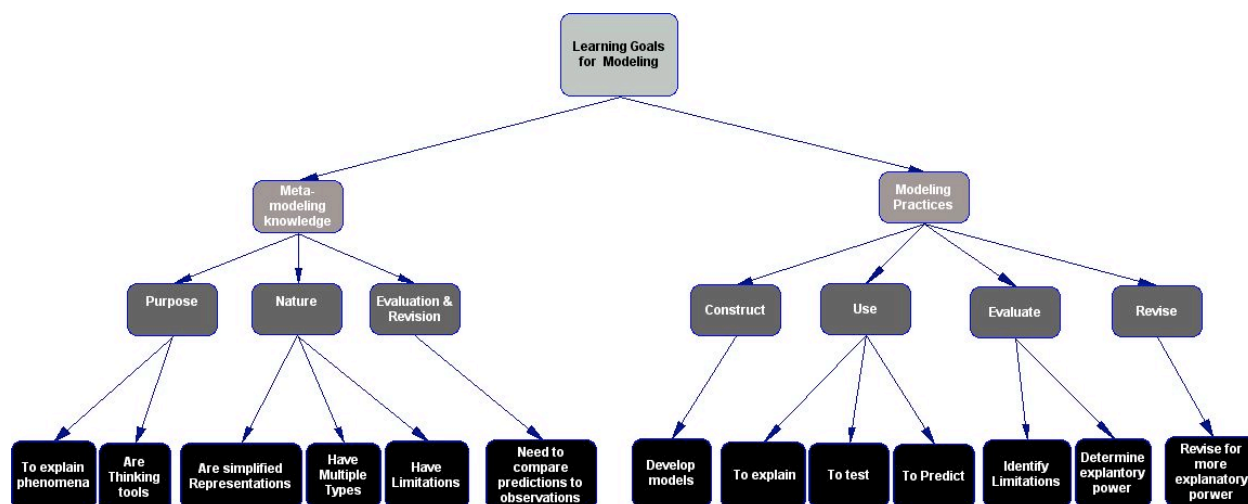 Learning Goals
for Modeling
Meta-
modeling
knowledge
Modeling
Practices
Purpose
Nature
Evaluation &
Revision
Construct
Use
Evaluate
Revise
To explain
phenomena
Are
Thinking
tools
Are simplified
Representations
Have
Multiple
Types
Have
Limitations
Need to
compare
predictions to
observations
Develop
models
To explain
To test
To Predict
Identify
Limitations
Determine
explantory
power
Revise for
more
explanatory
porwer